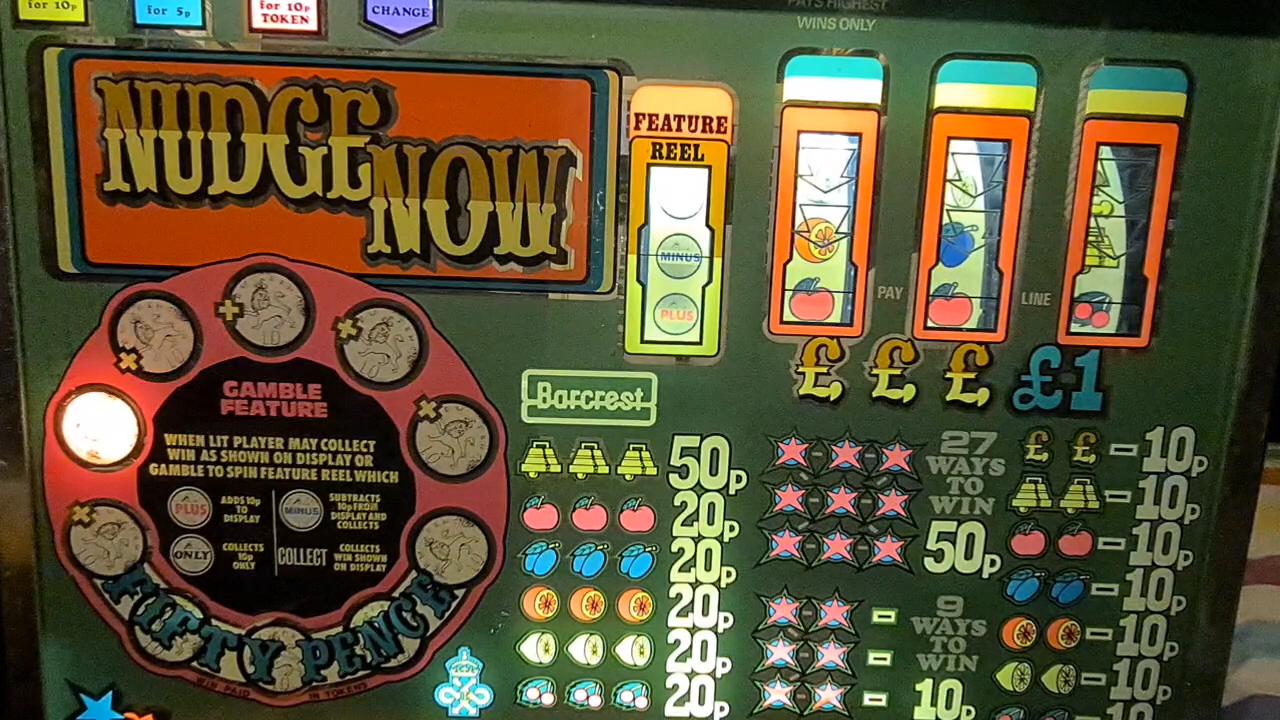 for 10p
for 5p
for 10p
TOKEN
CHANGE
PAYS HIGHEST
WINS ONLY
NUDGE
NOW
FEATURE
REEL
MINUS
PLUS
PAY
LINE
£ £ £ £1
GAMBLE
FEATURE
WHEN LIT PLAYER MAY COLLECT
WIN AS SHOWN ON DISPLAY OR
GAMBLE TO SPIN FEATURE REEL WHICH
PLUS
ADDS 10p
TO
DISPLAY
MINUS
SUBTRACTS
10p FROM
DISPLAY AND
COLLECTS
ONLY
COLLECTS
10p
ONLY
COLLECT
COLLECTS
WIN SHOWN
ON DISPLAY
FIFTY PENCE
WIN PAID IN TOKENS
Barcrest
50p
20p
20p
20p
20p
20p
27
WAYS
TO
WIN
50p
9
WAYS
TO
WIN
10p
£ £ - 10p
- 10p
- 10p
- 10p
- 10p
- 10p